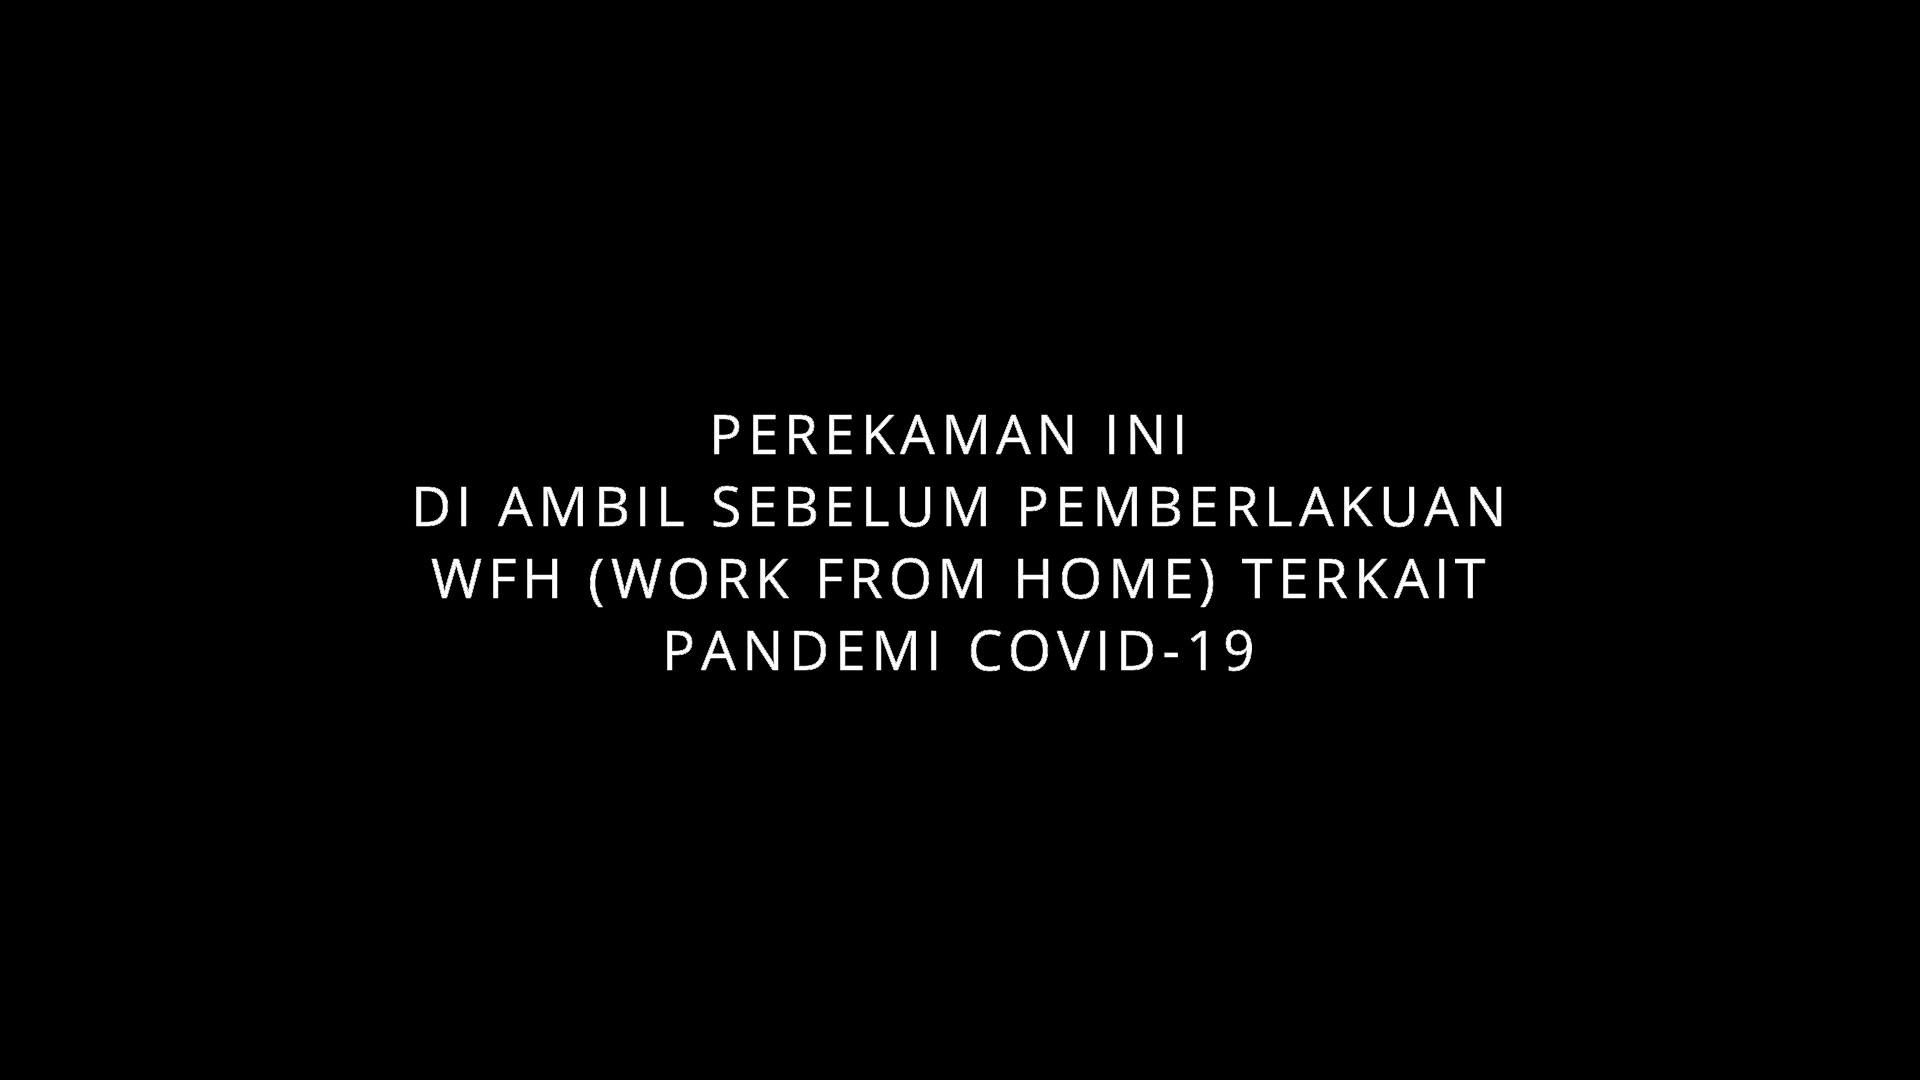 PEREKAMAN INI
DI AMBIL SEBELUM PEMBERLAKUAN
WFH (WORK FROM HOME) TERKAIT
PANDEMI COVID-19